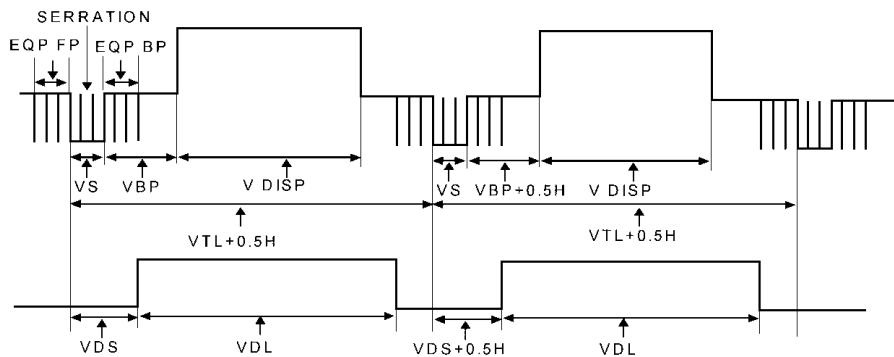 SERRATION
EQP FP EQP BP
VS VBP V DISP VS VBP+0.5H V DISP
VTL+0.5H VTL+0.5H
VDS VDL VDS+0.5H VDL